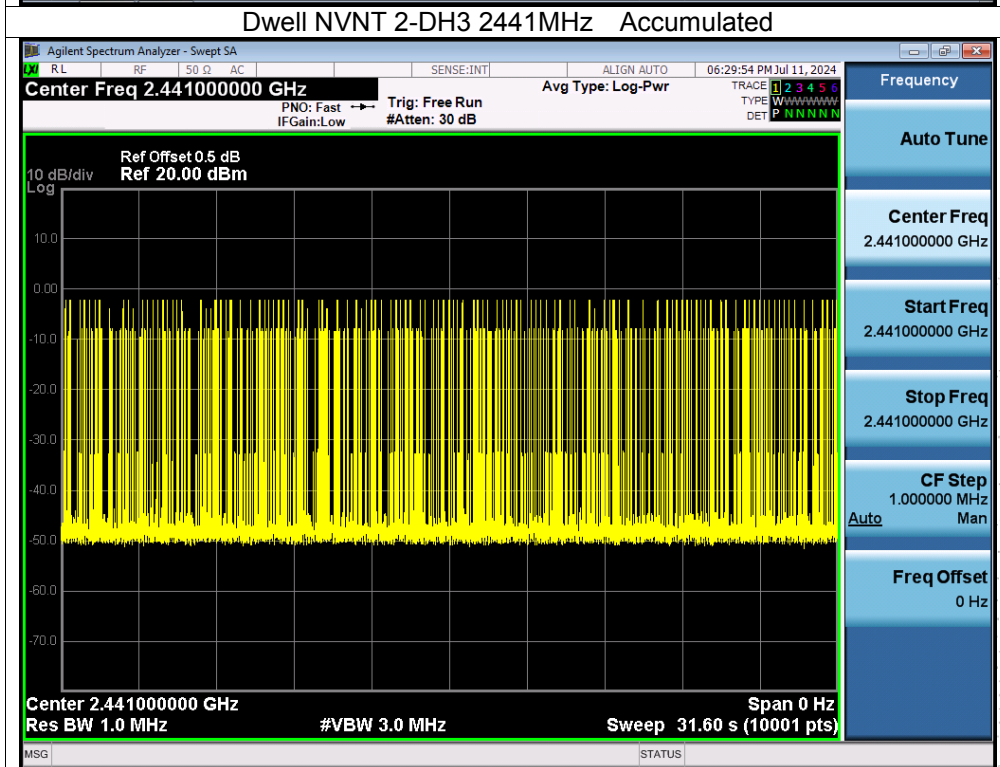 Dwell NVNT 2-DH3 2441MHz Accumulated
Agilent Spectrum Analyzer - Swept SA
LXI RL RF 50 Ω AC SENSE:INT ALIGN AUTO 06:29:54 PM Jul 11, 2024
Center Freq 2.441000000 GHz
PNO: Fast
IFGain:Low
Trig: Free Run
#Atten: 30 dB
Avg Type: Log-Pwr
TRACE 1 2 3 4 5 6
TYPE WWWWWW
DET P N N N N N
Frequency
Auto Tune
Center Freq
2.441000000 GHz
Start Freq
2.441000000 GHz
Stop Freq
2.441000000 GHz
CF Step
1.000000 MHz
Auto Man
Freq Offset
0 Hz
Ref Offset 0.5 dB
10 dB/div Ref 20.00 dBm
Log
10.0
0.00
-10.0
-20.0
-30.0
-40.0
-50.0
-60.0
-70.0
Center 2.441000000 GHz Span 0 Hz
Res BW 1.0 MHz #VBW 3.0 MHz Sweep 31.60 s (10001 pts)
MSG STATUS